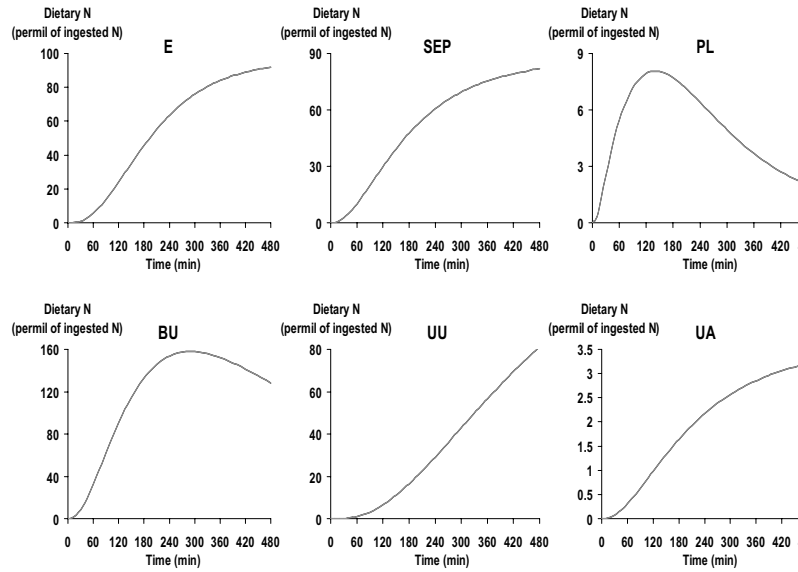 Dietary N
(permil of ingested N)
E
100
80
60
40
20
0
0 60 120 180 240 300 360 420 480
Time (min)
Dietary N
(permil of ingested N)
SEP
90
60
30
0
0 60 120 180 240 300 360 420 480
Time (min)
Dietary N
(permil of ingested N)
PL
9
6
3
0
0 60 120 180 240 300 360 420
Time (min)
Dietary N
(permil of ingested N)
BU
160
120
80
40
0
0 60 120 180 240 300 360 420 480
Time (min)
Dietary N
(permil of ingested N)
UU
80
60
40
20
0
0 60 120 180 240 300 360 420 480
Time (min)
Dietary N
(permil of ingested N)
UA
3.5
3
2.5
2
1.5
1
0.5
0
0 60 120 180 240 300 360 420
Time (min)